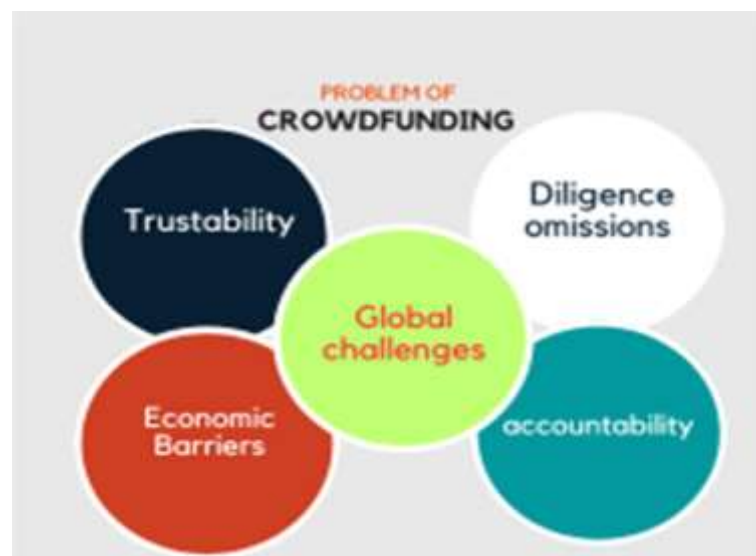 PROBLEM OF
CROWDFUNDING
Trustability
Diligence
omissions
Global
challenges
Economic
Barriers
accountability